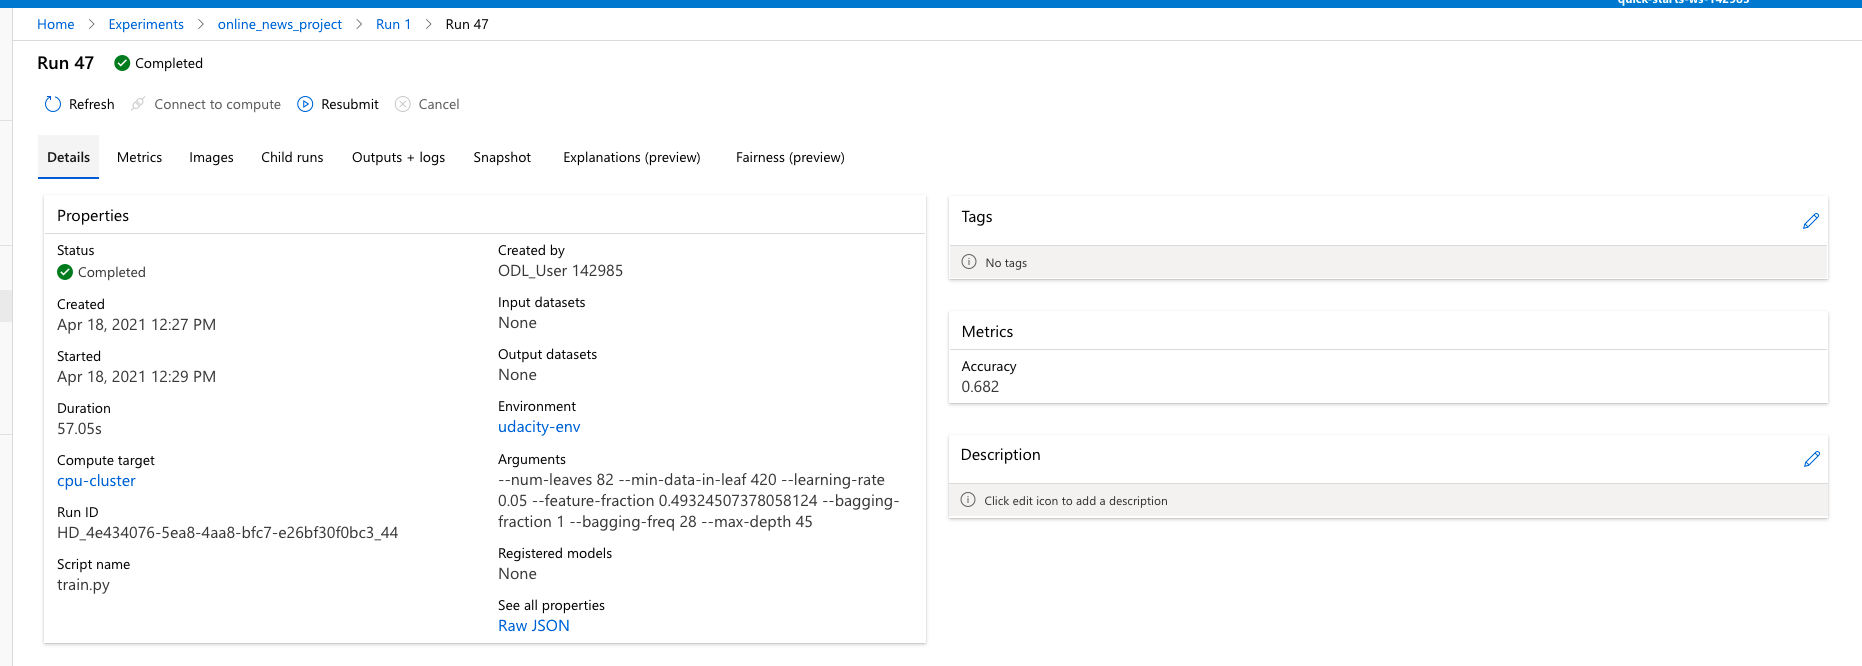 Home > Experiments > online_news_project > Run 1 > Run 47
Run 47 Completed
Refresh Connect to compute Resubmit Cancel
Details Metrics Images Child runs Outputs + logs Snapshot Explanations (preview) Fairness (preview)
Properties
Status
Completed
Created
Apr 18, 2021 12:27 PM
Started
Apr 18, 2021 12:29 PM
Duration
57.05s
Compute target
cpu-cluster
Run ID
HD_4e434076-5ea8-4aa8-bfc7-e26bf30f0bc3_44
Script name
train.py
Created by
ODL_User 142985
Input datasets
None
Output datasets
None
Environment
udacity-env
Arguments
--num-leaves 82 --min-data-in-leaf 420 --learning-rate
0.05 --feature-fraction 0.49324507378058124 --bagging-
fraction 1 --bagging-freq 28 --max-depth 45
Registered models
None
See all properties
Raw JSON
Tags
No tags
Metrics
Accuracy
0.682
Description
Click edit icon to add a description